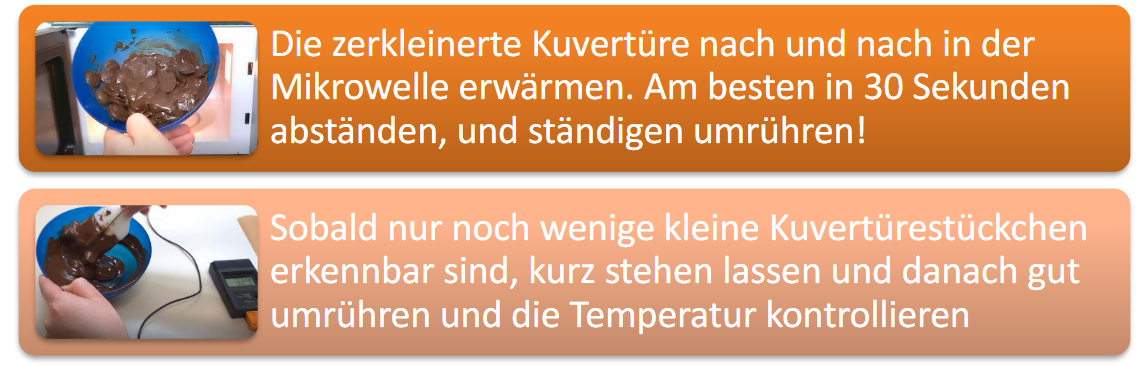 Die zerkleinerte Kuvertüre nach und nach in der
Mikrowelle erwärmen. Am besten in 30 Sekunden
abständen, und ständigen umrühren!
Sobald nur noch wenige kleine Kuvertürestückchen
erkennbar sind, kurz stehen lassen und danach gut
umrühren und die Temperatur kontrollieren